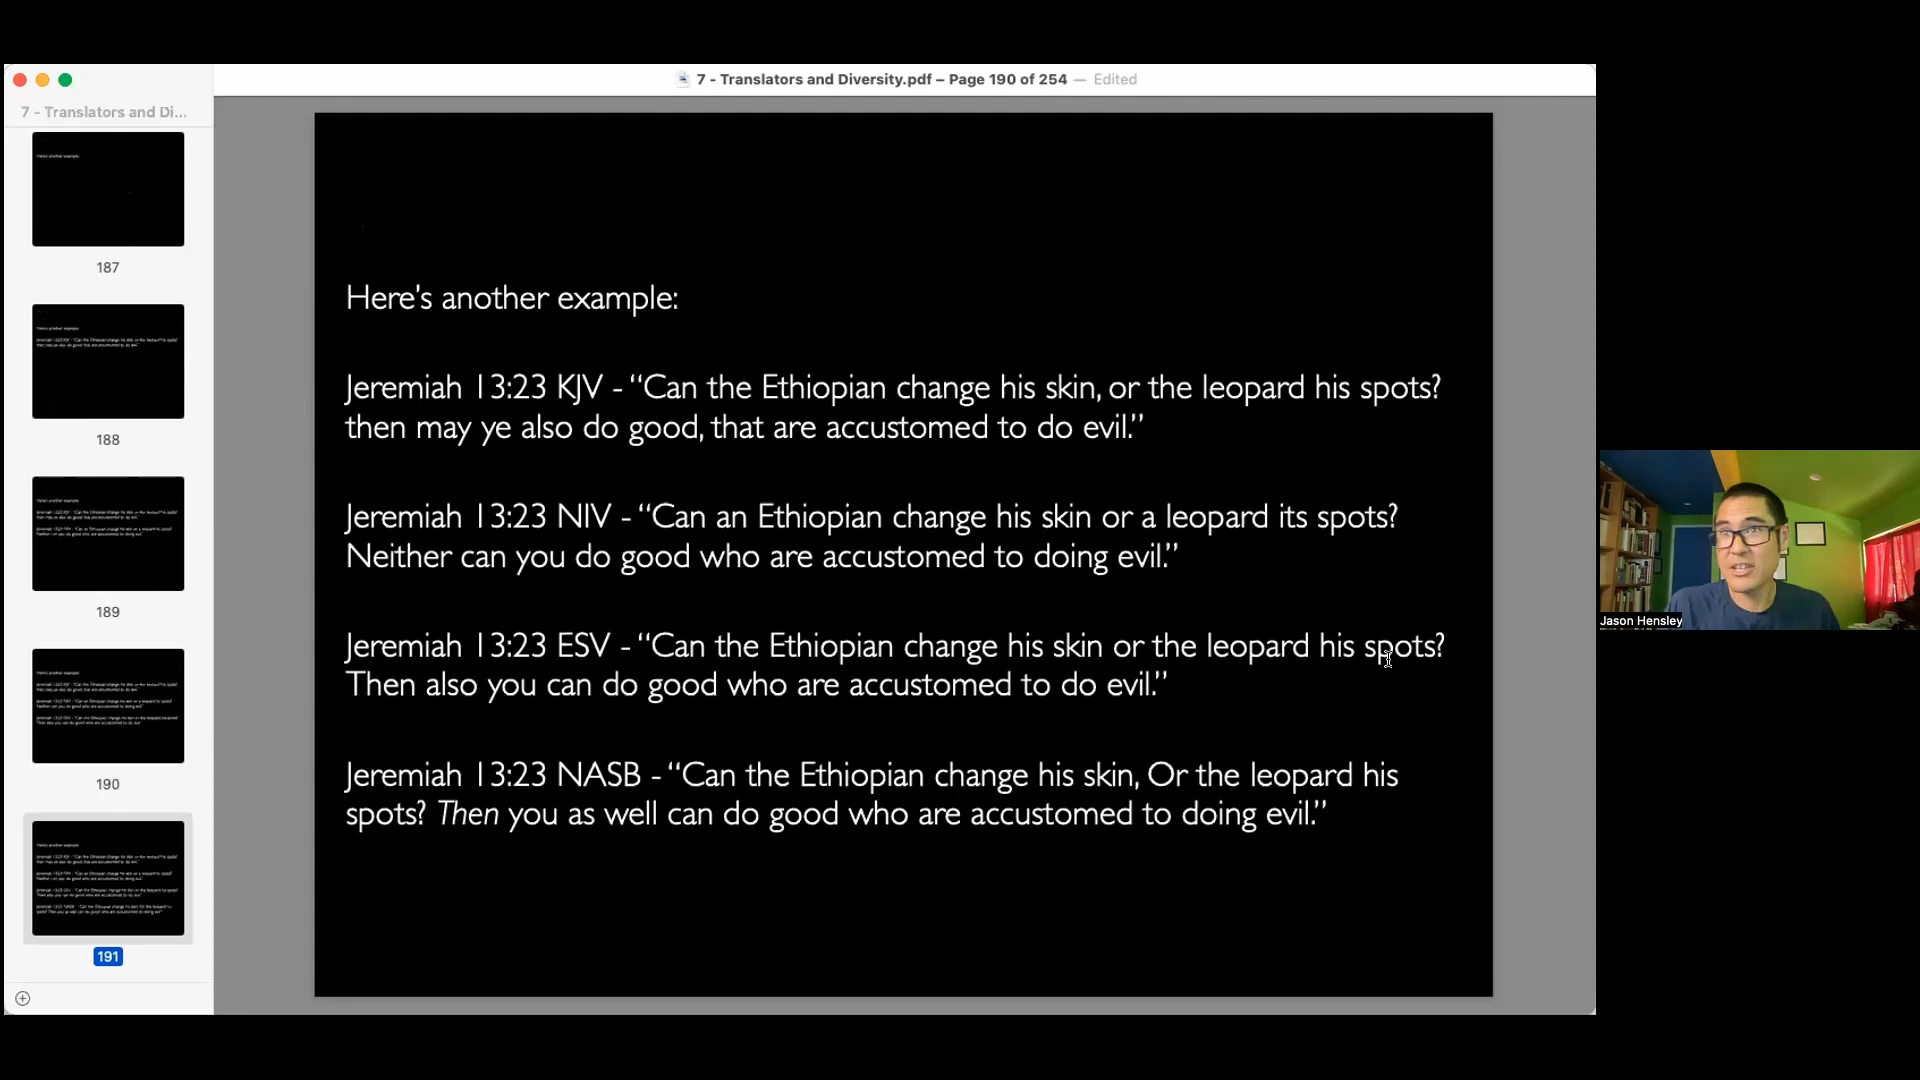 7 - Translators and Diversity.pdf – Page 190 of 254 — Edited
7 - Translators and Di...
187
188
189
190
191
Here's another example:
Jeremiah 13:23 KJV - “Can the Ethiopian change his skin, or the leopard his spots?
then may ye also do good, that are accustomed to do evil.”
Jeremiah 13:23 NIV - “Can an Ethiopian change his skin or a leopard its spots?
Neither can you do good who are accustomed to doing evil.”
Jeremiah 13:23 ESV - “Can the Ethiopian change his skin or the leopard his spots?
Then also you can do good who are accustomed to do evil.”
Jeremiah 13:23 NASB - “Can the Ethiopian change his skin, Or the leopard his
spots? Then you as well can do good who are accustomed to doing evil.”
Jason Hensley